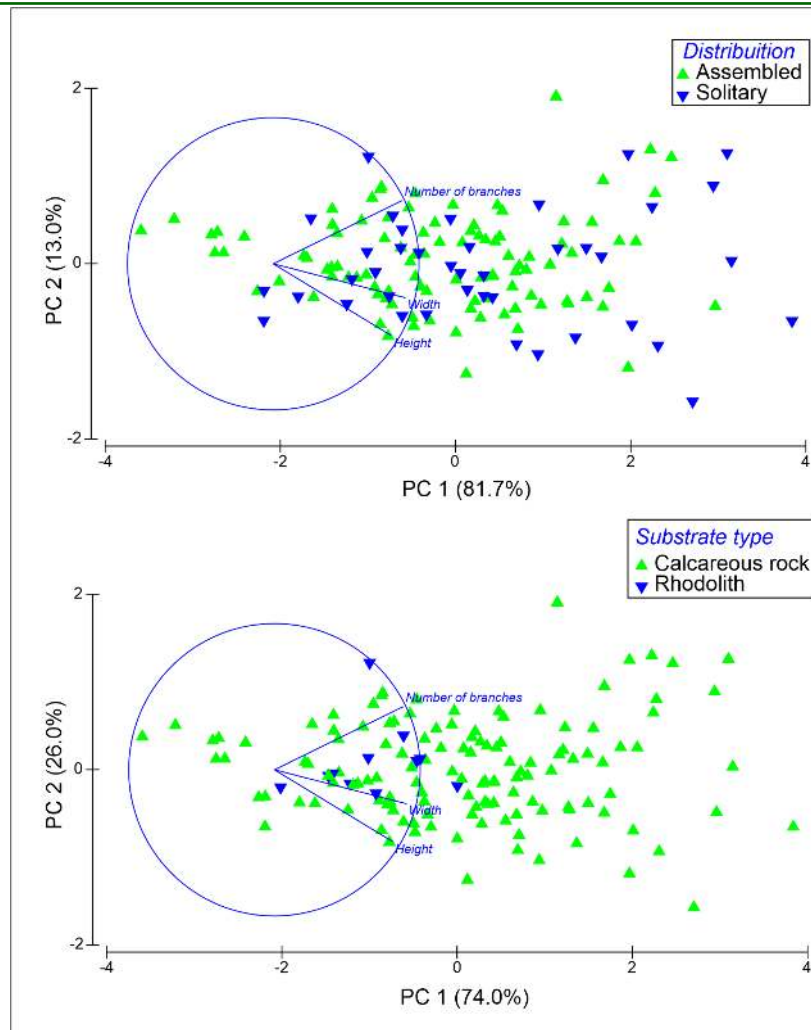 Distribuition
Assembled
Solitary
2
Number of branches
0
Width
Height
-2
PC 2 (13.0%)
-4
-2
0
2
4
PC 1 (81.7%)
Substrate type
Calcareous rock
Rhodolith
2
Number of branches
0
Width
Height
-2
PC 2 (26.0%)
-4
-2
0
2
4
PC 1 (74.0%)